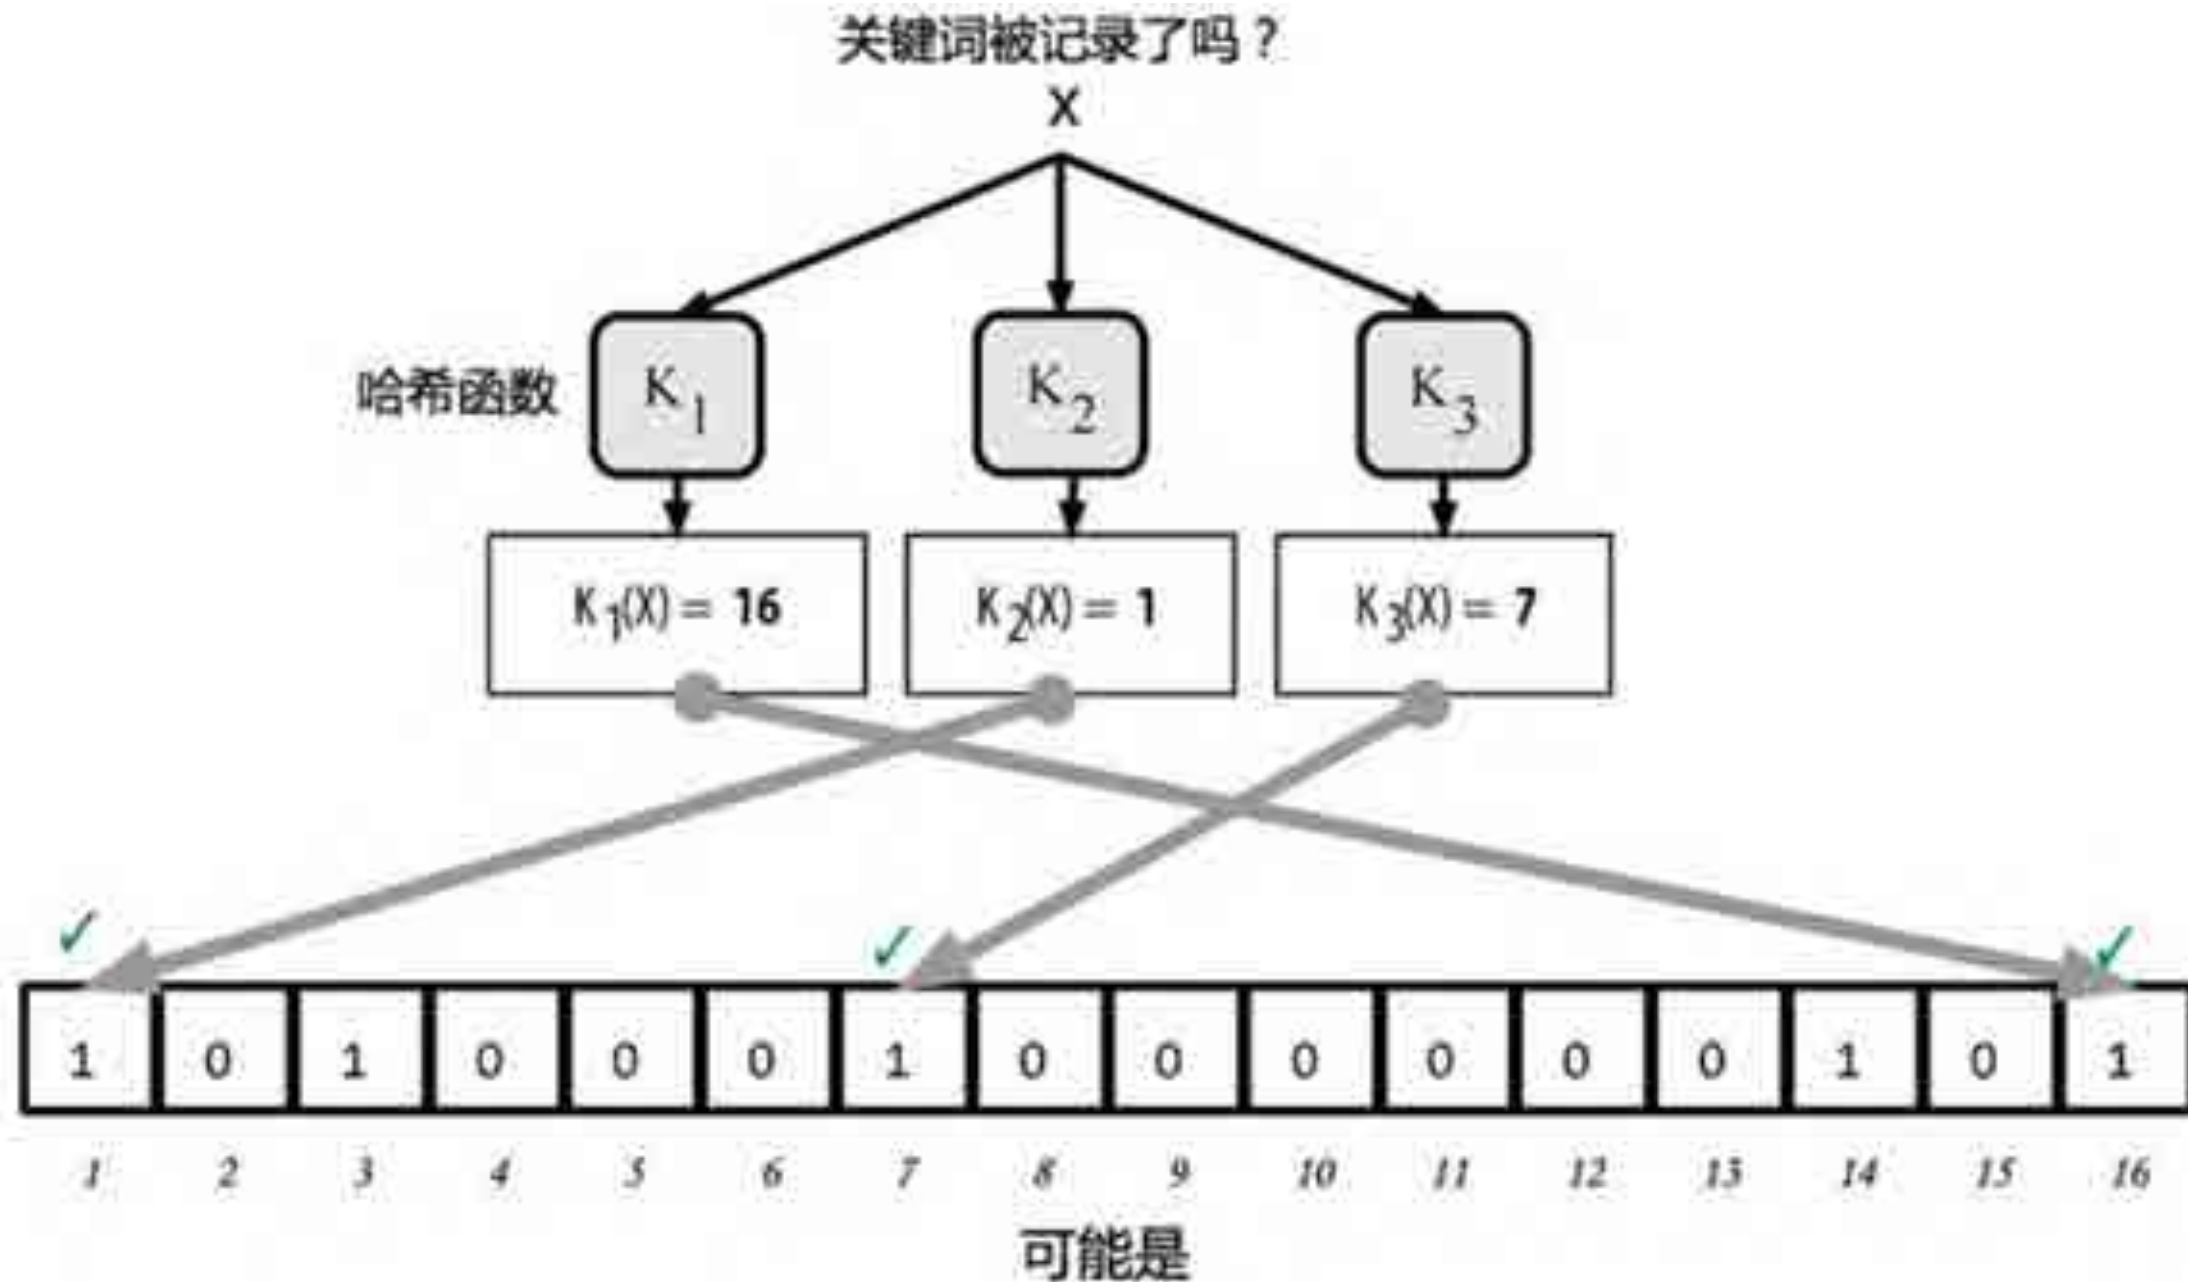 关键词被记录了吗？
X
哈希函数
K1
K2
K3
K1(X) = 16
K2(X) = 1
K3(X) = 7
✓ ✓ ✓
1 0 1 0 0 0 1 0 0 0 0 0 0 1 0 1
1 2 3 4 5 6 7 8 9 10 11 12 13 14 15 16
可能是